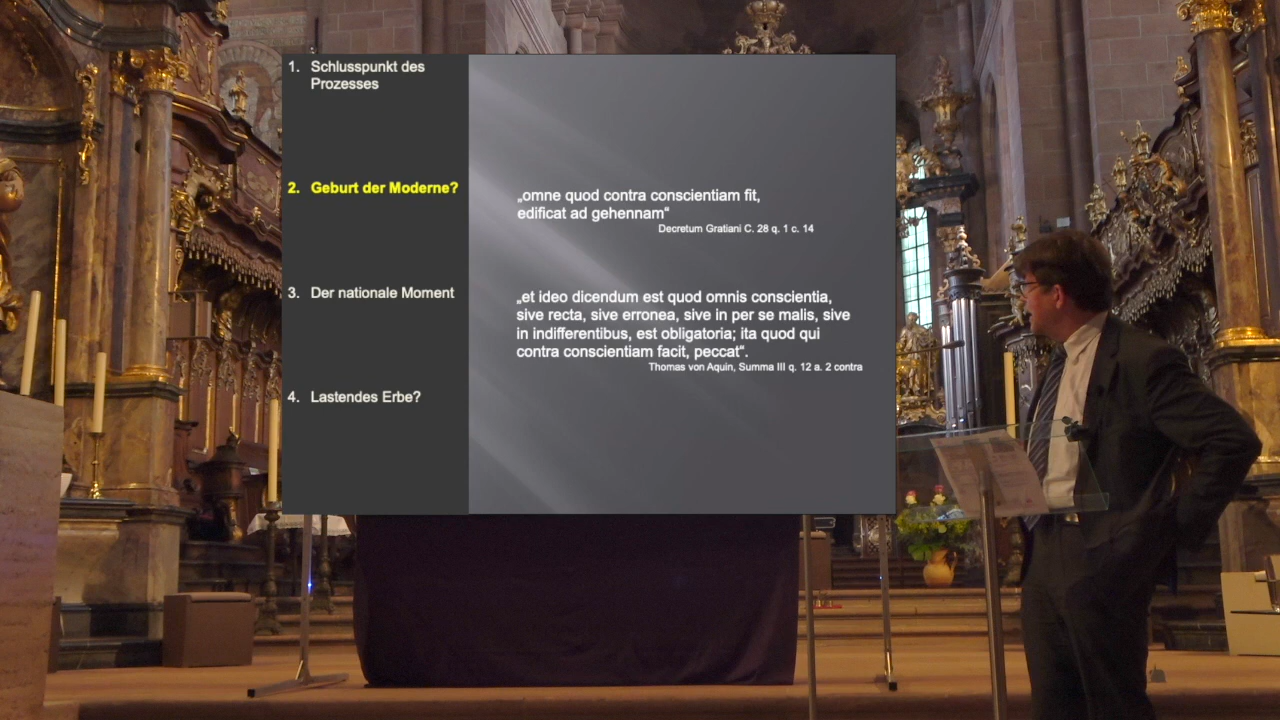 1. Schlusspunkt des
Prozesses
2. Geburt der Moderne?
3. Der nationale Moment
4. Lastendes Erbe?
„omne quod contra conscientiam fit,
edificat ad gehennam“
Decretum Gratiani C. 28 q. 1 c. 14
„et ideo dicendum est quod omnis conscientia,
sive recta, sive erronea, sive in per se malis, sive
in indifferentibus, est obligatoria; ita quod qui
contra conscientiam facit, peccat“.
Thomas von Aquin, Summa III q. 12 a. 2 contra